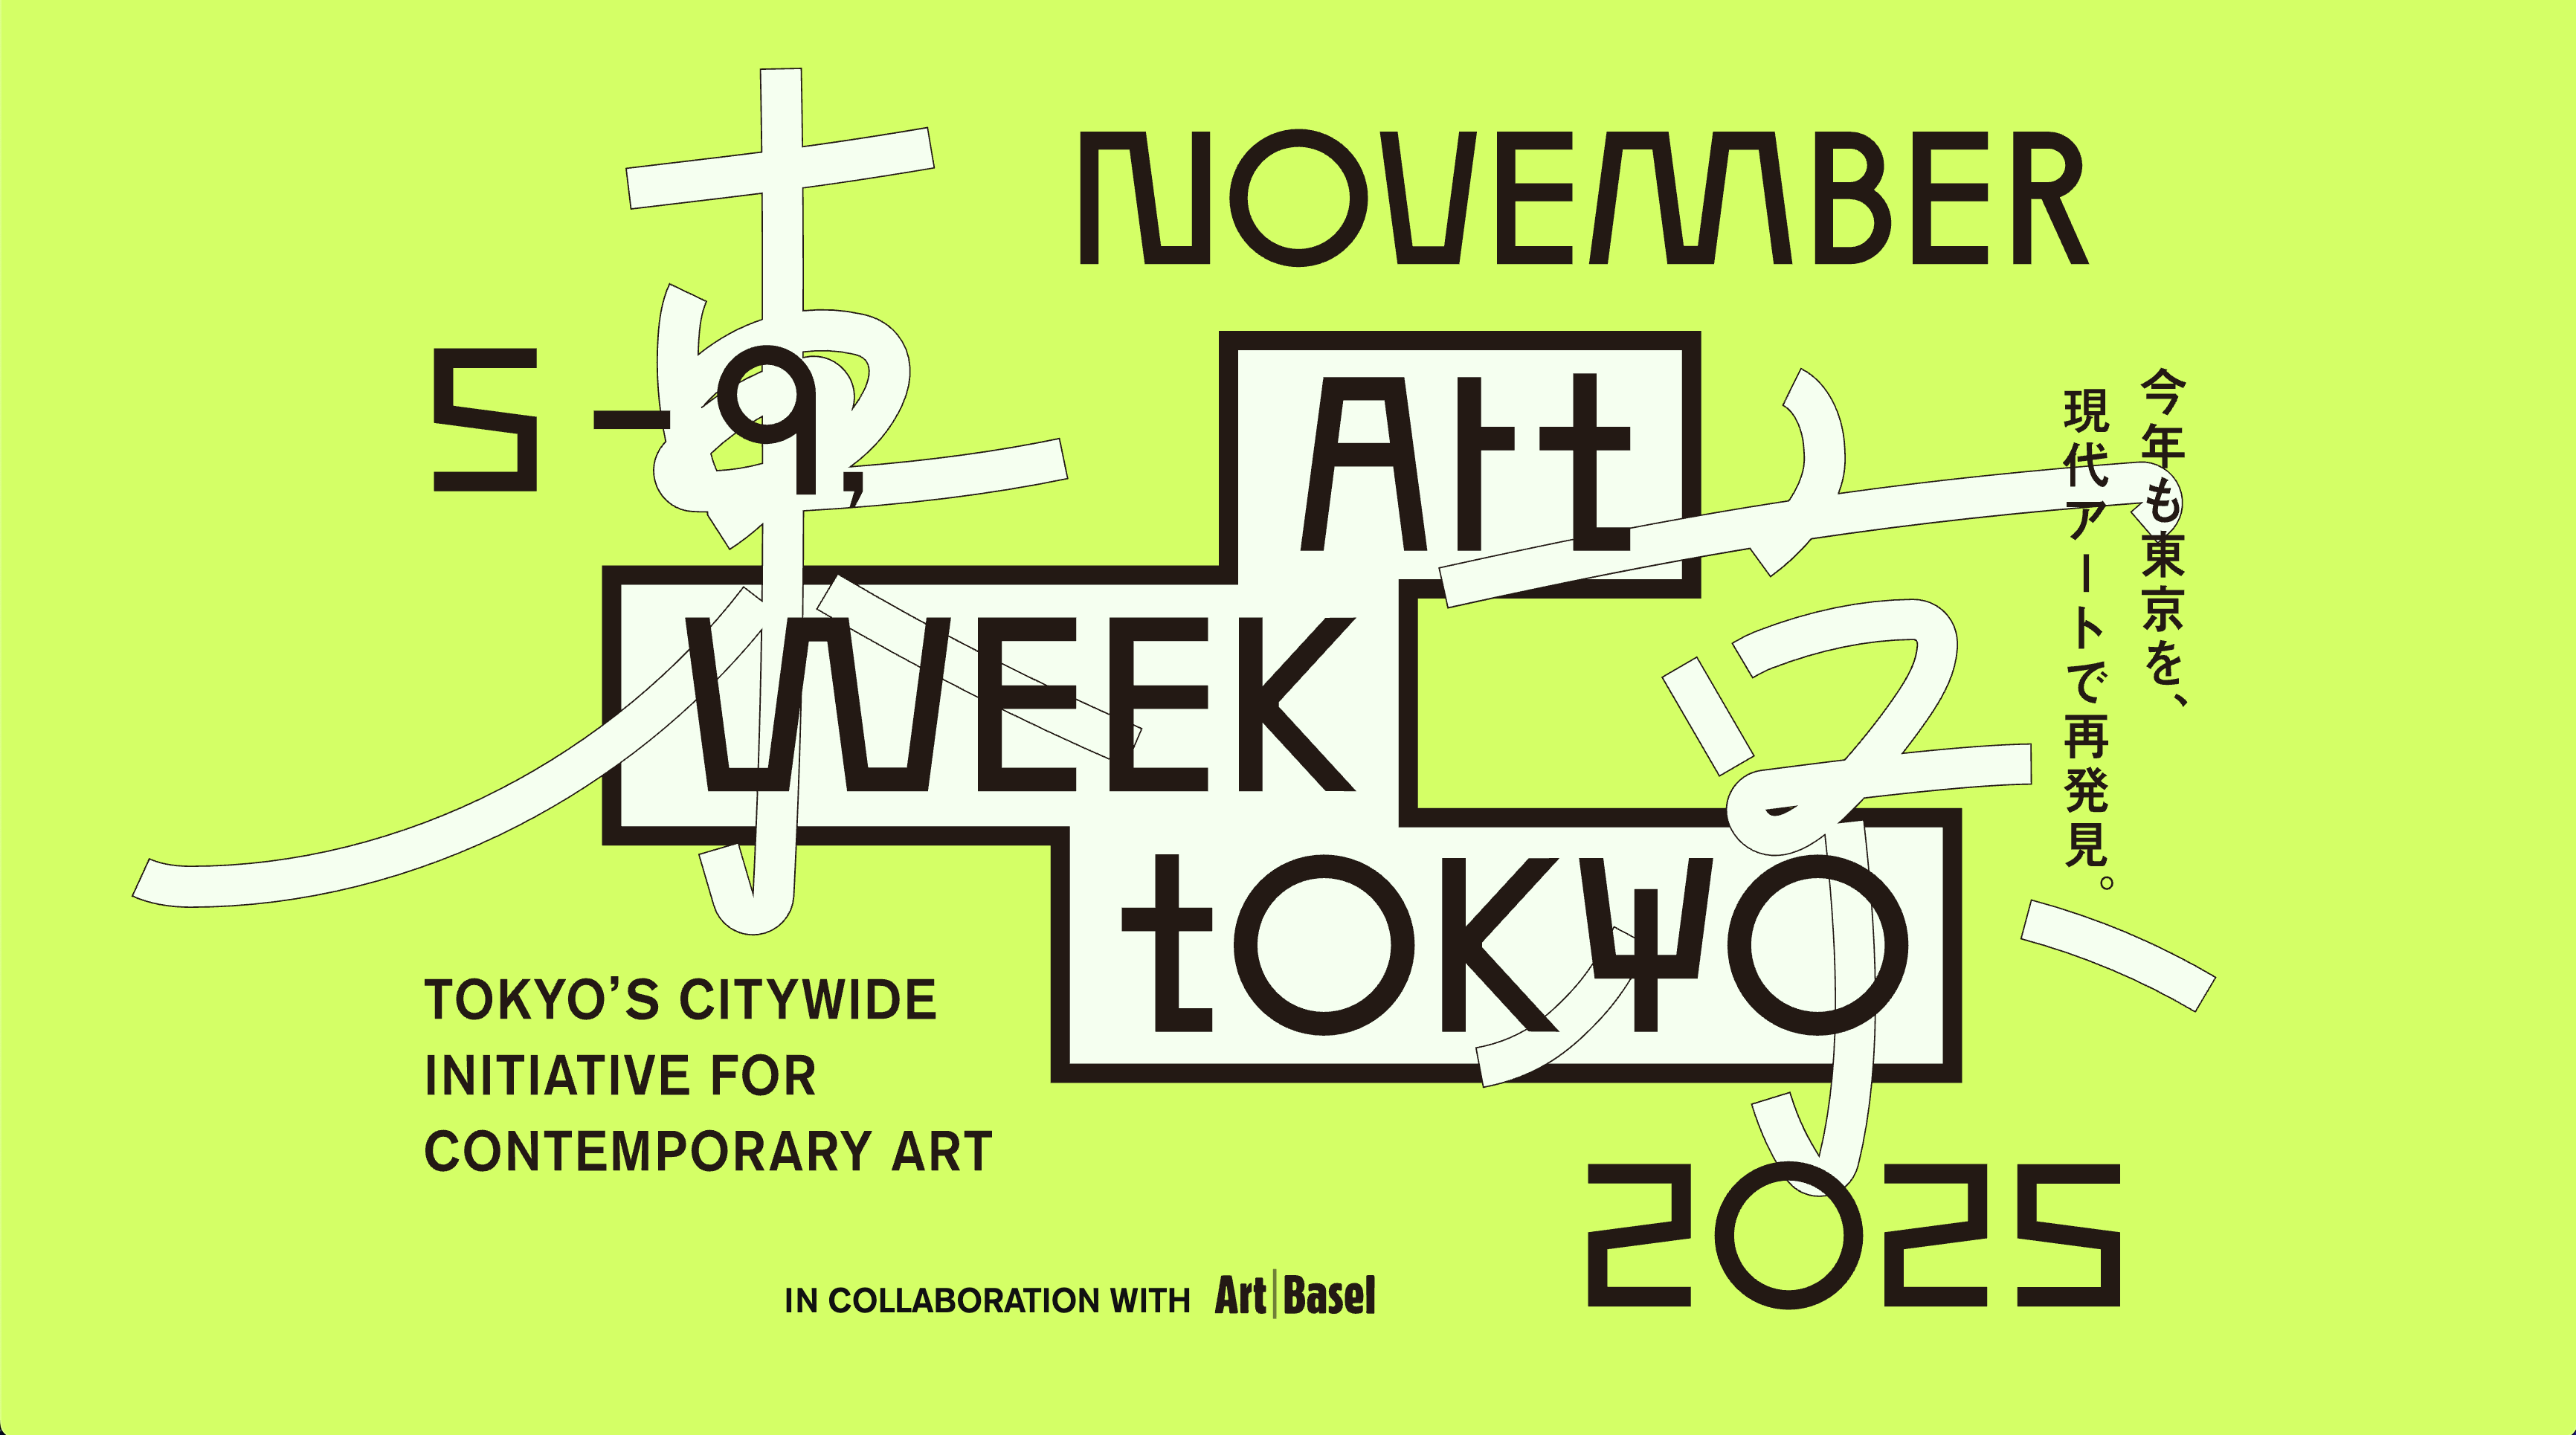 NOVEMBER
5–9,
Art
WEEK
tOKYO
東京
今年も東京を、
現代アートで再発見。
TOKYO’S CITYWIDE
INITIATIVE FOR
CONTEMPORARY ART
2025
IN COLLABORATION WITH Art|Basel